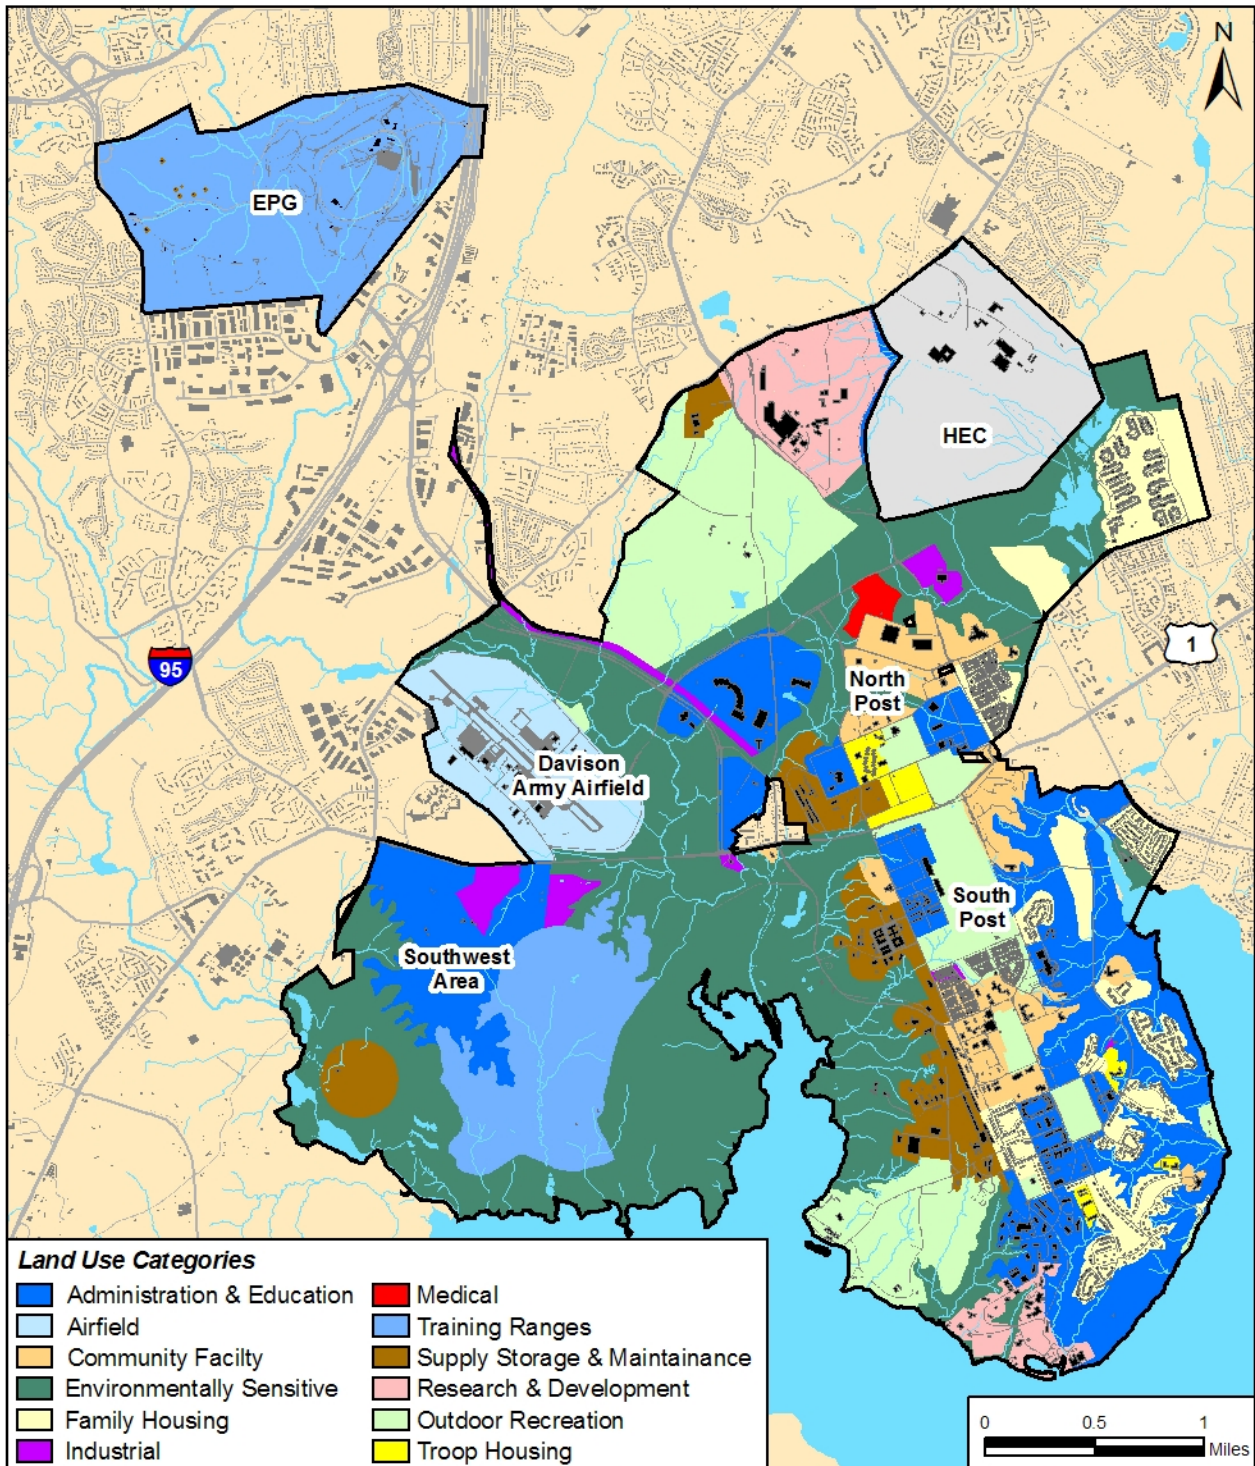 N
EPG
HEC
95
1
North
Post
Davison
Army Airfield
South
Post
Southwest
Area
Land Use Categories
Administration & Education
Airfield
Community Facilty
Environmentally Sensitive
Family Housing
Industrial
Medical
Training Ranges
Supply Storage & Maintainance
Research & Development
Outdoor Recreation
Troop Housing
0 0.5 1
Miles